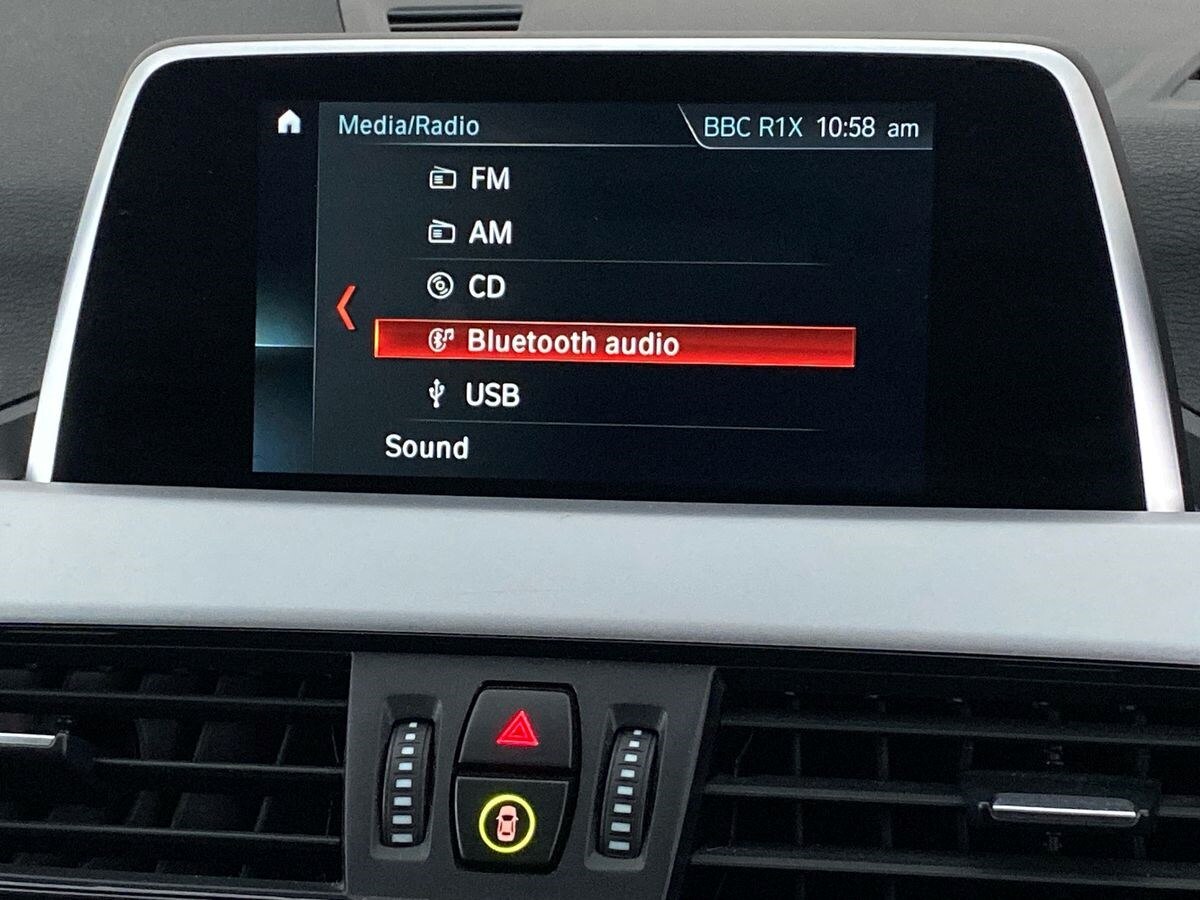 Media/Radio
BBC R1X 10:58 am
FM
AM
CD
Bluetooth audio
USB
Sound